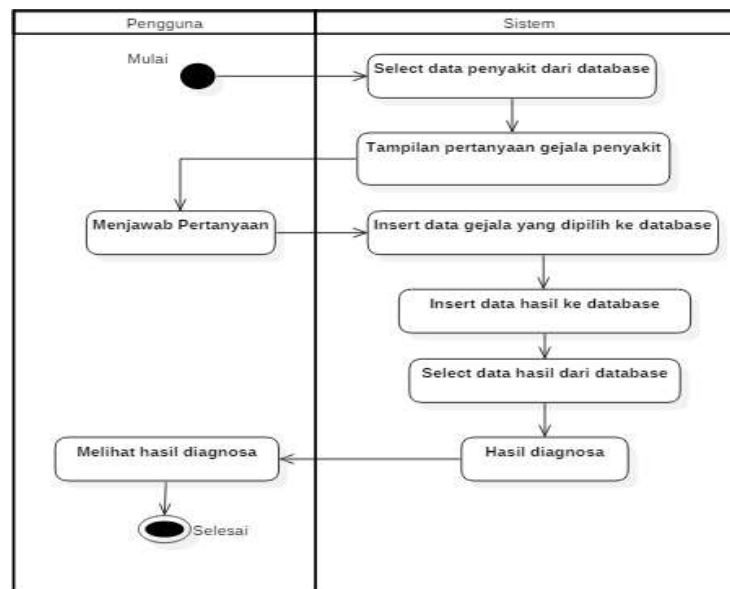 Pengguna
Sistem
Mulai
Select data penyakit dari database
Tampilan pertanyaan gejala penyakit
Menjawab Pertanyaan
Insert data gejala yang dipilih ke database
Insert data hasil ke database
Select data hasil dari database
Melihat hasil diagnosa
Hasil diagnosa
Selesai